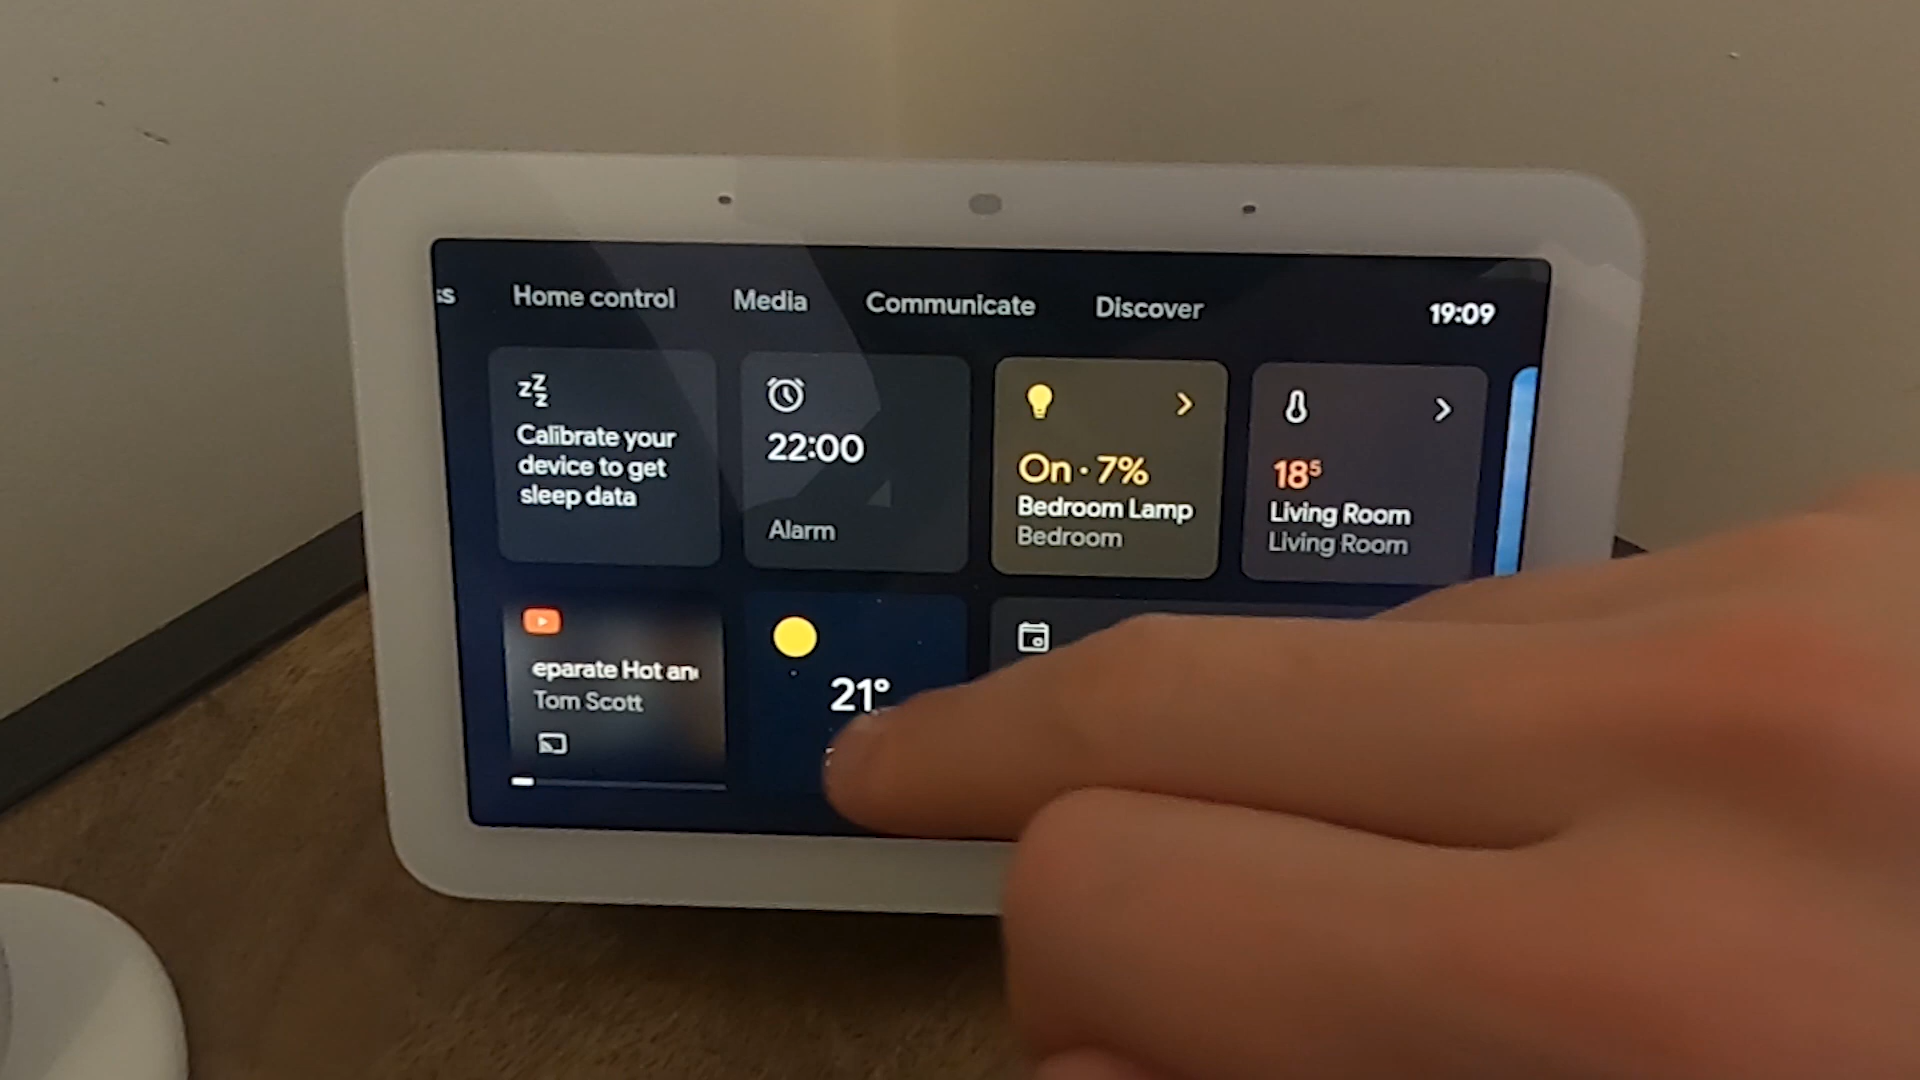 Home control Media Communicate Discover 19:09
Calibrate your
device to get
sleep data
22:00
Alarm
On · 7%
Bedroom Lamp
Bedroom
18⁵
Living Room
Living Room
eparate Hot an
Tom Scott
21°